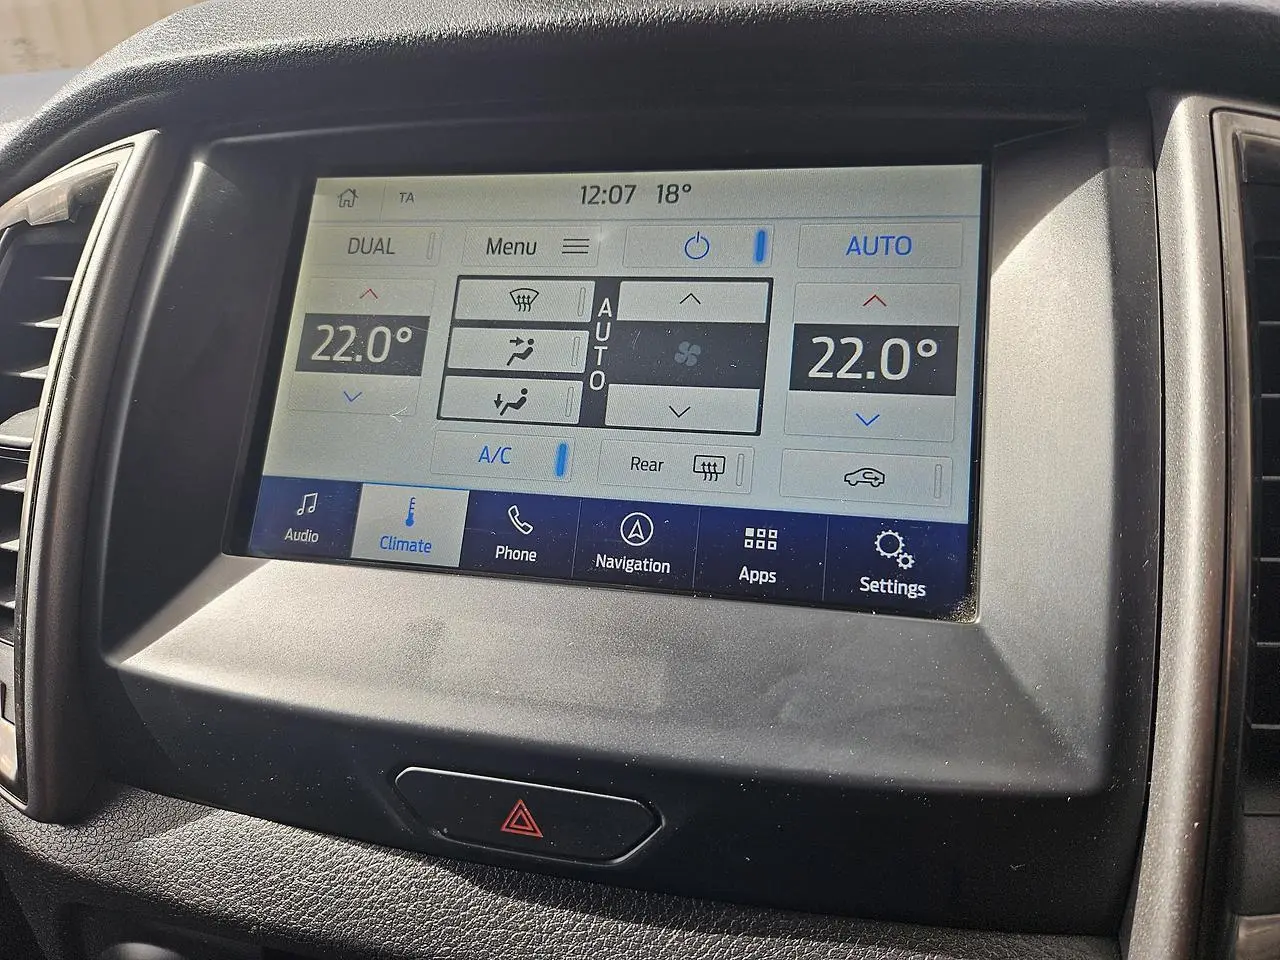 TA 12:07 18°
DUAL Menu AUTO
22.0° AUTO 22.0°
A/C Rear
Audio Climate Phone Navigation Apps Settings